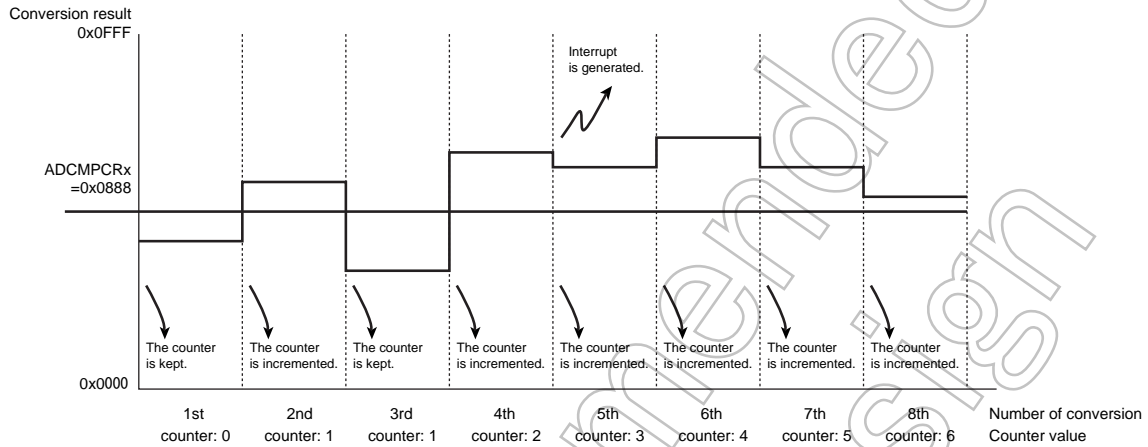 Conversion result
0x0FFF
Interrupt
is generated.
ADCMPCRx
=0x0888
The counter
is kept.
The counter
is incremented.
The counter
is kept.
The counter
is incremented.
The counter
is incremented.
The counter
is incremented.
The counter
is incremented.
The counter
is incremented.
0x0000
1st 2nd 3rd 4th 5th 6th 7th 8th Number of conversion
counter: 0 counter: 1 counter: 1 counter: 2 counter: 3 counter: 4 counter: 5 counter: 6 Counter value